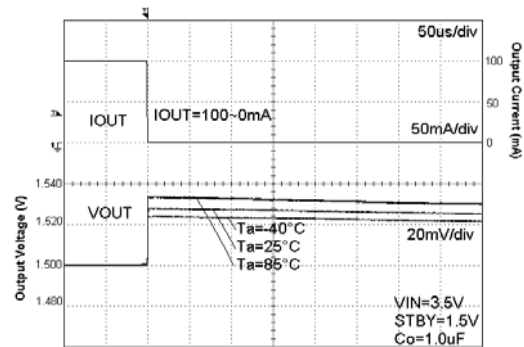 50us/div
100
IOUT
IOUT=100~0mA
50
50mA/div
0
Output Current (mA)
1.540
VOUT
1.520
Ta=-40°C
20mV/div
Ta=25°C
Output Voltage (V)
1.500
Ta=85°C
1.480
VIN=3.5V
STBY=1.5V
Co=1.0uF